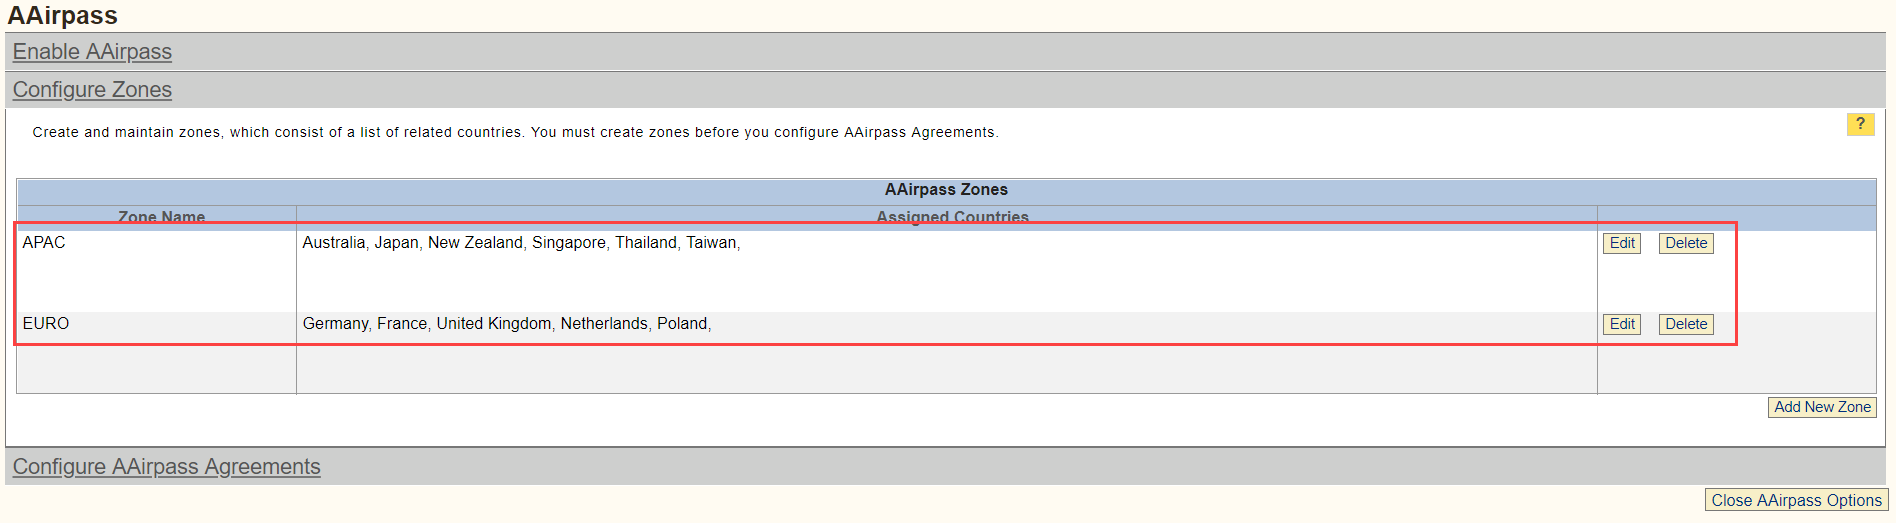 AAirpass
Enable AAirpass
Configure Zones
Create and maintain zones, which consist of a list of related countries. You must create zones before you configure AAirpass Agreements.
?
AAirpass Zones
Zone Name Assigned Countries
APAC Australia, Japan, New Zealand, Singapore, Thailand, Taiwan, Edit Delete
EURO Germany, France, United Kingdom, Netherlands, Poland, Edit Delete
Add New Zone
Configure AAirpass Agreements
Close AAirpass Options